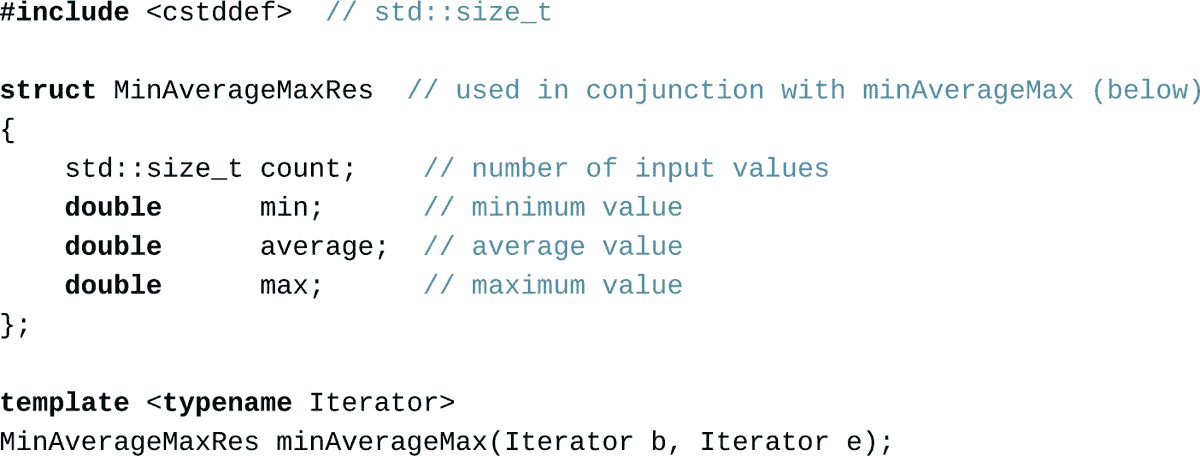 #include <cstddef>  // std::size_t
struct MinAverageMaxRes  // used in conjunction with minAverageMax (below)
{
    std::size_t count;    // number of input values
    double      min;      // minimum value
    double      average;  // average value
    double      max;      // maximum value
};
template <typename Iterator>
MinAverageMaxRes minAverageMax(Iterator b, Iterator e);